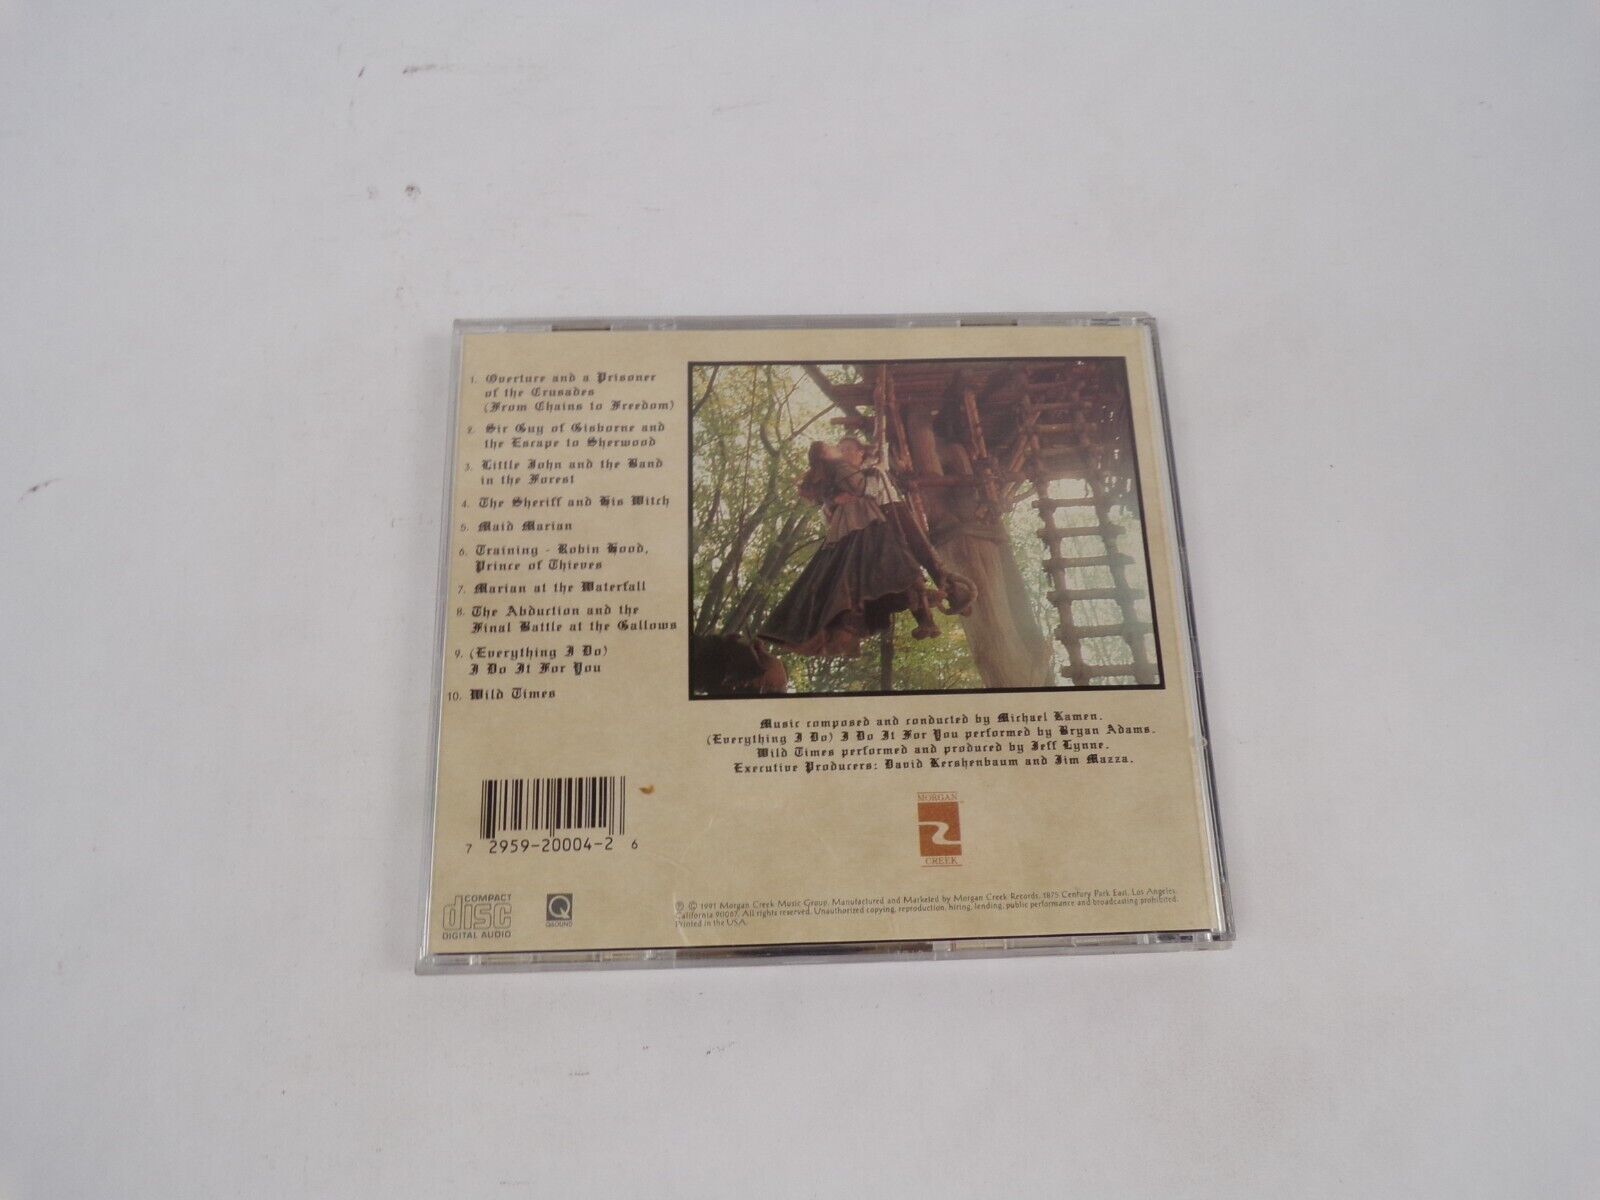 1. Overture and a Prisoner
of the Crusades
(From Chains to Freedom)
2. Sir Guy of Gisborne and
the Escape to Sherwood
3. Little John and the Band
in the Forest
4. The Sheriff and His Witch
5. Maid Marian
6. Training - Robin Hood,
Prince of Thieves
7. Marian at the Waterfall
8. The Abduction and the
Final Battle at the Gallows
9. (Everything I Do)
I Do It For You
10. Wild Times
Music composed and conducted by Michael Kamen.
(Everything I Do) I Do It For You performed by Bryan Adams.
Wild Times performed and produced by Jeff Lynne.
Executive Producers: David Kershenbaum and Jim Mazza.
MORGAN
CREEK
7 2959-20004-2 6
COMPACT
disc
DIGITAL AUDIO
Q
QSOUND
℗ © 1991 Morgan Creek Music Group. Manufactured and Marketed by Morgan Creek Records, 1875 Century Park East, Los Angeles,
California 90067. All rights reserved. Unauthorized copying, reproduction, hiring, lending, public performance and broadcasting prohibited.
Printed in the USA.